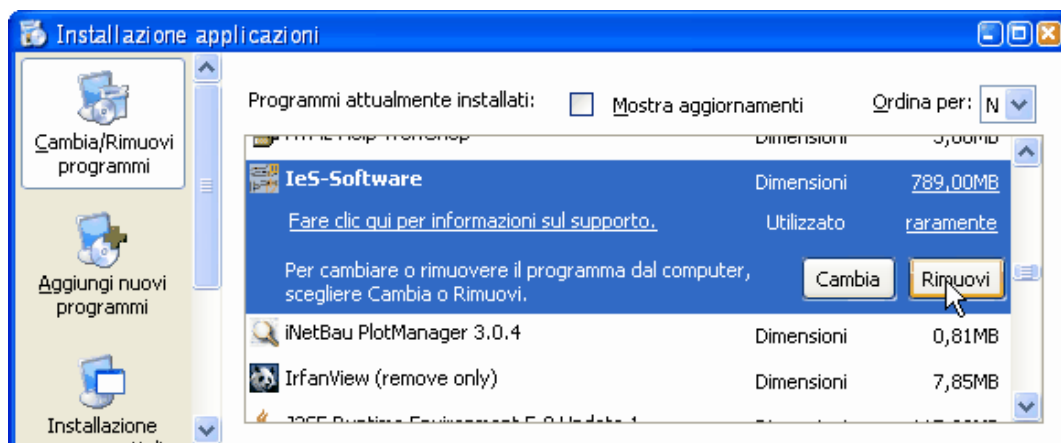 Installazione applicazioni
Cambia/Rimuovi
programmi
Aggiungi nuovi
programmi
Installazione
Programmi attualmente installati:
Mostra aggiornamenti
Ordina per: N
Dimensioni
IeS-Software Dimensioni 789,00MB
Fare clic qui per informazioni sul supporto. Utilizzato raramente
Per cambiare o rimuovere il programma dal computer,
scegliere Cambia o Rimuovi.
Cambia Rimuovi
iNetBau PlotManager 3.0.4 Dimensioni 0,81MB
IrfanView (remove only) Dimensioni 7,85MB